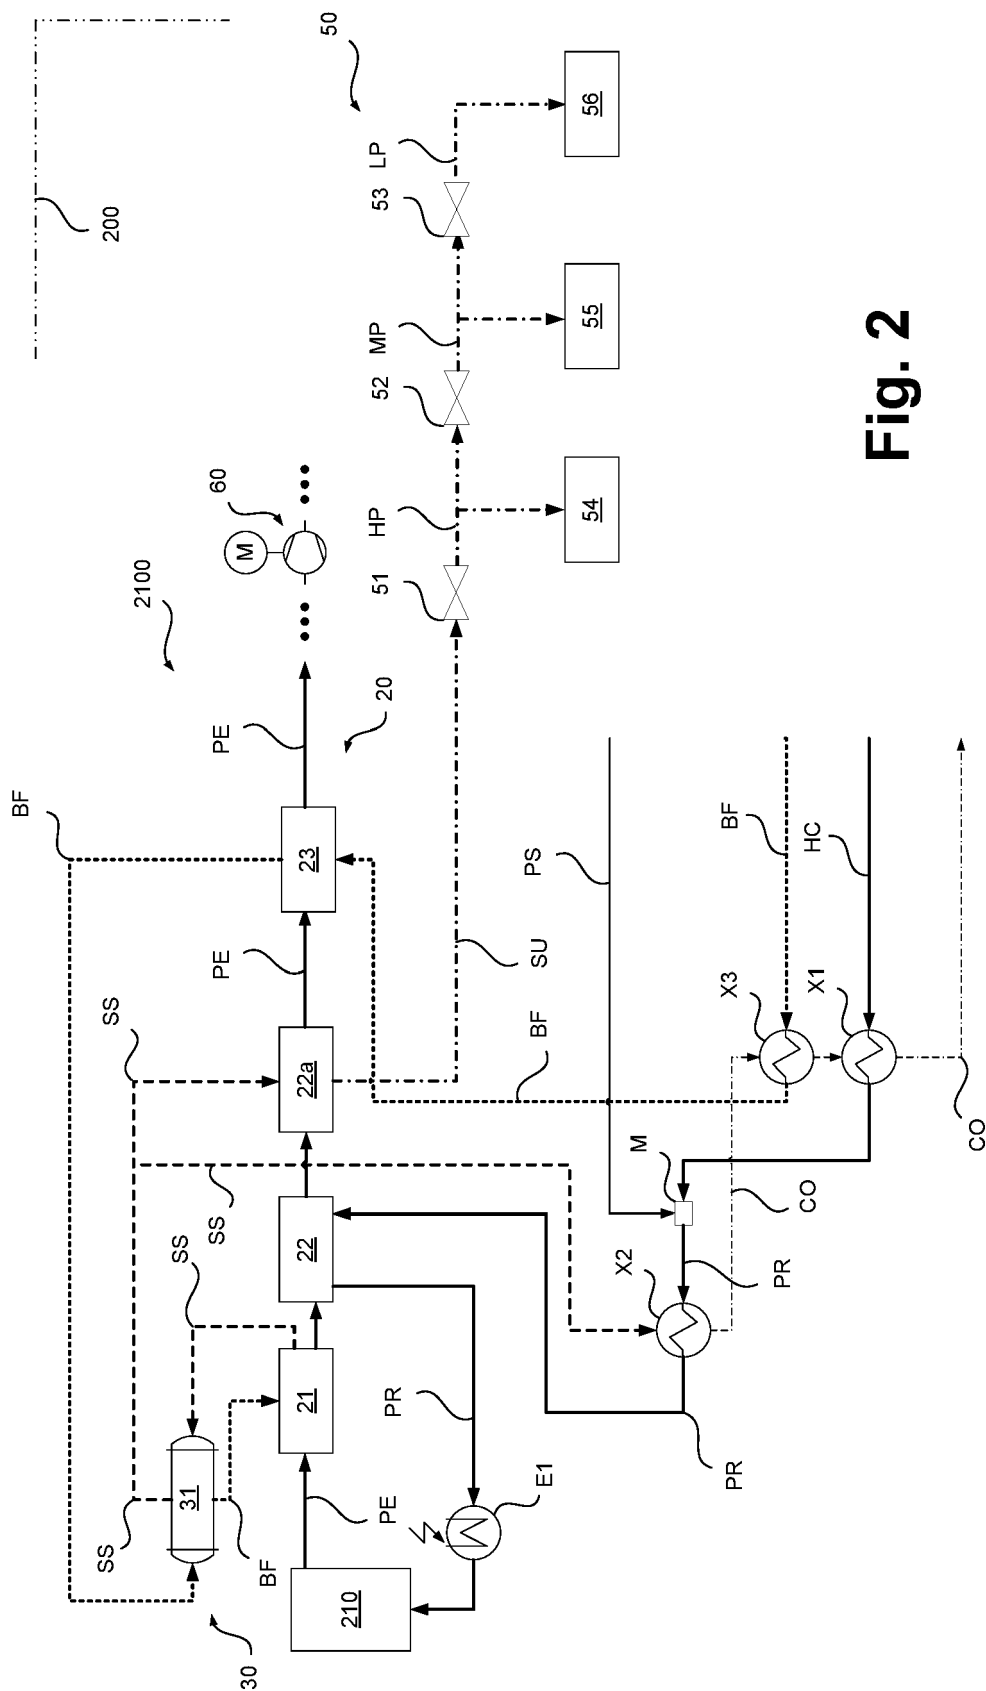 BF
200
SS
SS
2100
SS
31
SS
PE
PE
60
30
BF
M
21
22
22a
23
50
210
PE
PR
20
51
HP
52
MP
53
LP
E1
BF
SU
PS
54
55
56
X2
M
PR
PR
X3
BF
CO
X1
HC
Fig. 2
CO